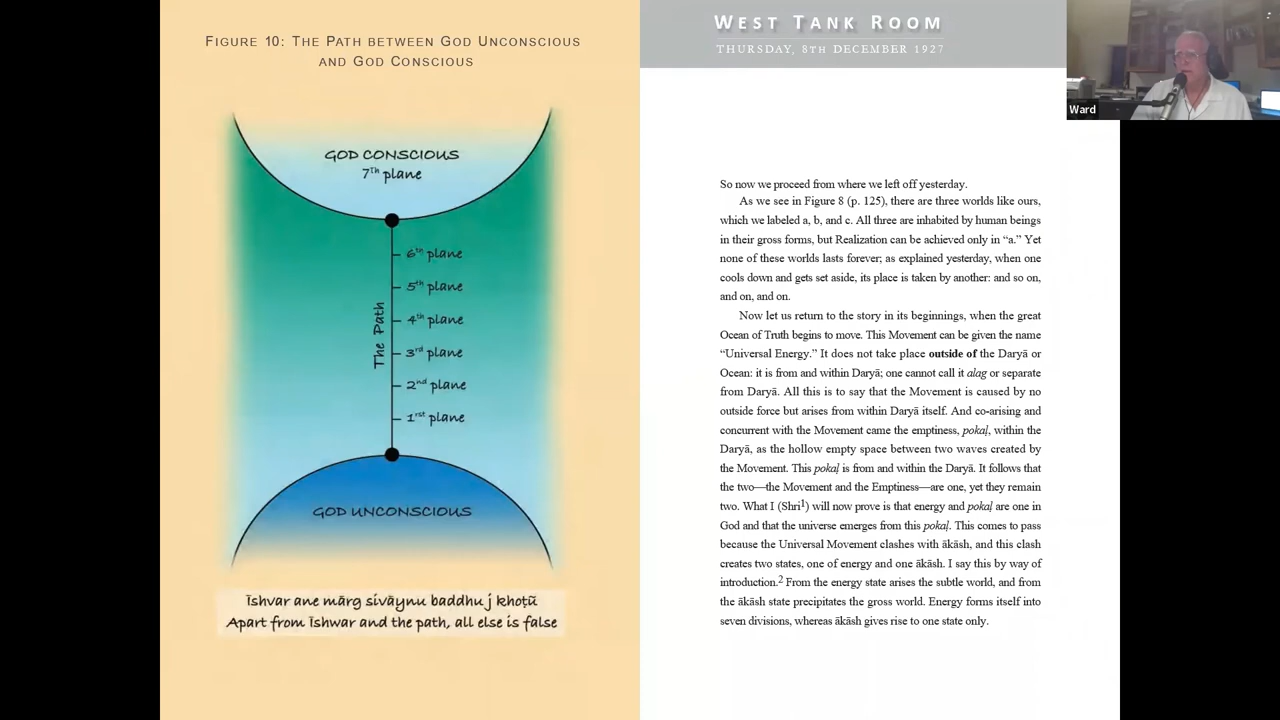 FIGURE 10: THE PATH BETWEEN GOD UNCONSCIOUS
AND GOD CONSCIOUS
GOD CONSCIOUS
7Th plane
6th plane
5th plane
4th plane
3rd plane
2nd plane
1rst plane
The Path
GOD UNCONSCIOUS
Īshvar ane mārg sivāynu baddhu j khoṭũ
Apart from Īshwar and the path, all else is false
WEST TANK ROOM
THURSDAY, 8TH DECEMBER 1927
So now we proceed from where we left off yesterday.
As we see in Figure 8 (p. 125), there are three worlds like ours,
which we labeled a, b, and c. All three are inhabited by human beings
in their gross forms, but Realization can be achieved only in “a.” Yet
none of these worlds lasts forever; as explained yesterday, when one
cools down and gets set aside, its place is taken by another: and so on,
and on, and on.
Now let us return to the story in its beginnings, when the great
Ocean of Truth begins to move. This Movement can be given the name
“Universal Energy.” It does not take place outside of the Daryā or
Ocean: it is from and within Daryā; one cannot call it alag or separate
from Daryā. All this is to say that the Movement is caused by no
outside force but arises from within Daryā itself. And co-arising and
concurrent with the Movement came the emptiness, pokaḷ, within the
Daryā, as the hollow empty space between two waves created by
the Movement. This pokaḷ is from and within the Daryā. It follows that
the two—the Movement and the Emptiness—are one, yet they remain
two. What I (Shri1) will now prove is that energy and pokaḷ are one in
God and that the universe emerges from this pokaḷ. This comes to pass
because the Universal Movement clashes with ākāsh, and this clash
creates two states, one of energy and one ākāsh. I say this by way of
introduction.2 From the energy state arises the subtle world, and from
the ākāsh state precipitates the gross world. Energy forms itself into
seven divisions, whereas ākāsh gives rise to one state only.
Ward